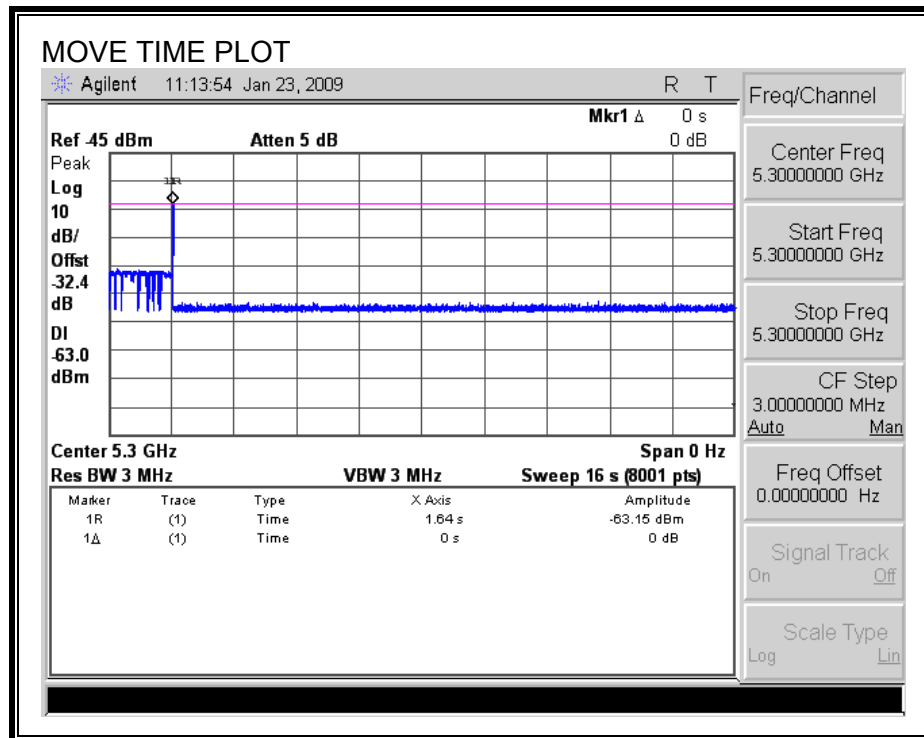 MOVE TIME PLOT
Agilent 11:13:54 Jan 23, 2009 R T
Mkr1 Δ 0 s
Ref -45 dBm Atten 5 dB 0 dB
Peak
Log
10
dB/
Offst
-32.4
dB
DI
-63.0
dBm
1R
Center 5.3 GHz Span 0 Hz
Res BW 3 MHz VBW 3 MHz Sweep 16 s (8001 pts)
Marker Trace Type X Axis Amplitude
1R (1) Time 1.64 s -63.15 dBm
1Δ (1) Time 0 s 0 dB
Freq/Channel
Center Freq
5.30000000 GHz
Start Freq
5.30000000 GHz
Stop Freq
5.30000000 GHz
CF Step
3.00000000 MHz
Auto Man
Freq Offset
0.00000000 Hz
Signal Track
On Off
Scale Type
Log Lin